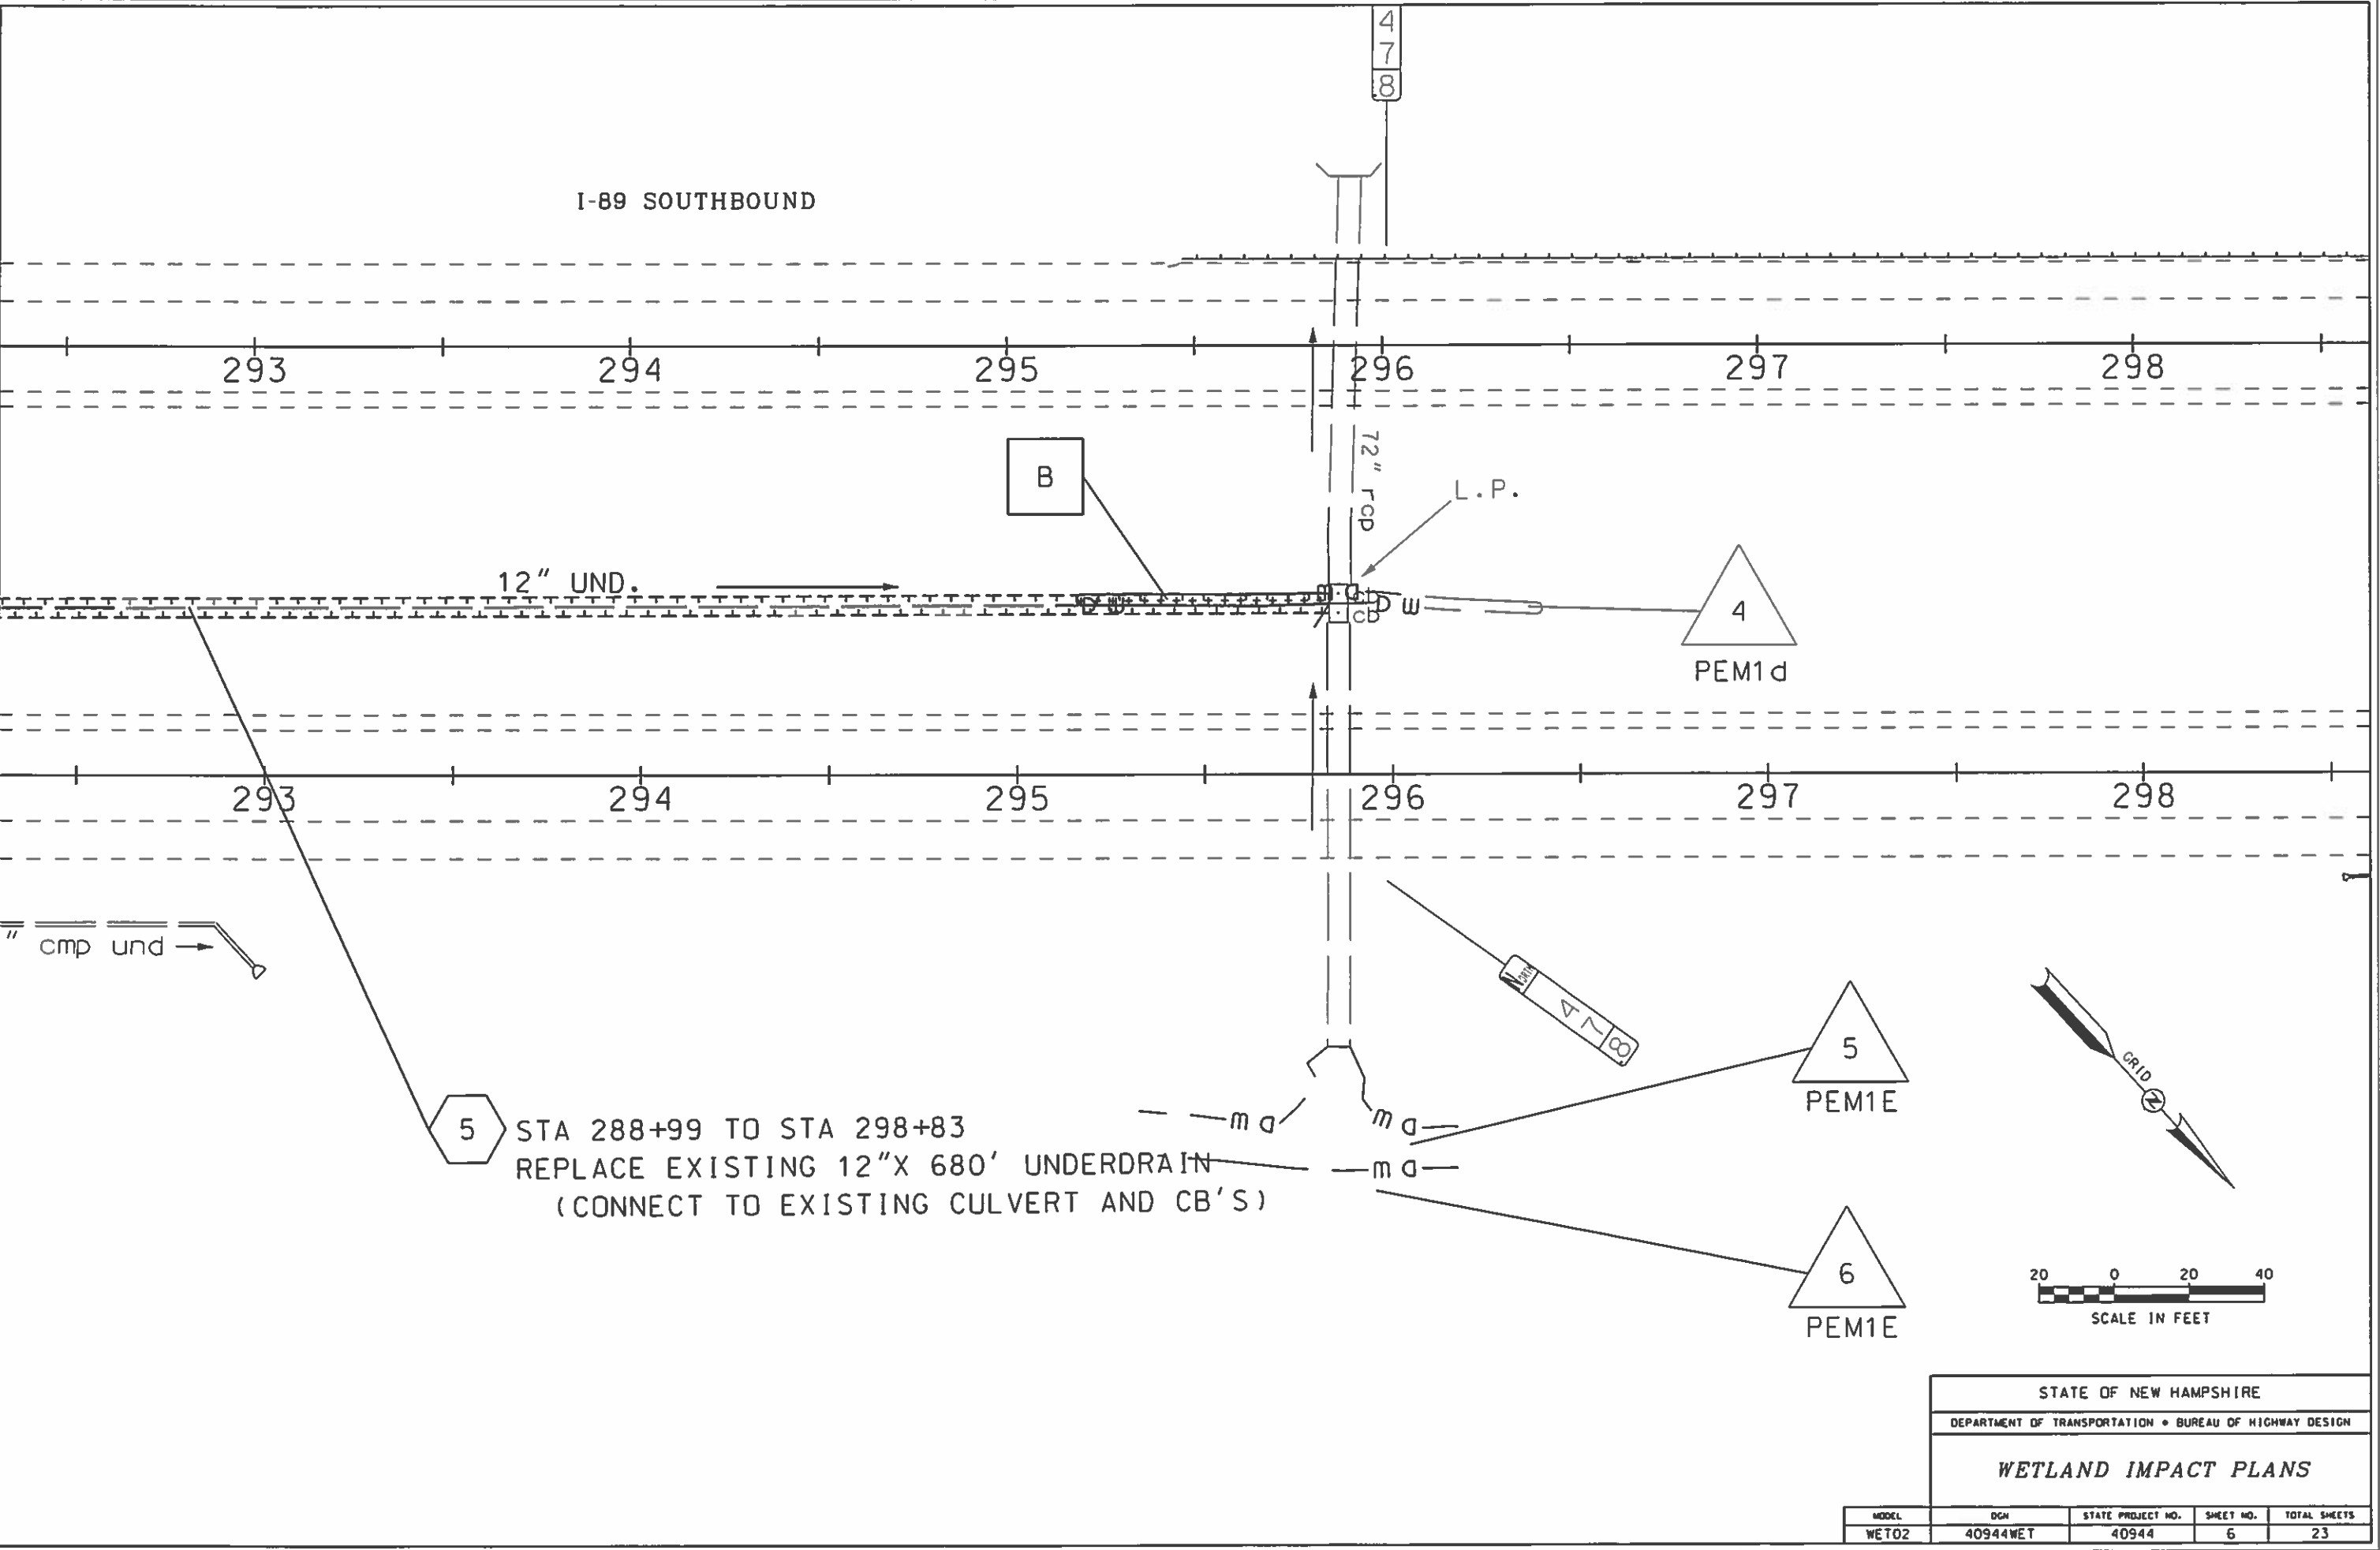 4
7
8
I-89 SOUTHBOUND
293 294 295 296 297 298
72" rcp
B
L.P.
12" UND.
cb
D W
CB
4
PEM1d
293 294 295 296 297 298
" cmp und
NORTH 478
5
PEM1E
GRID N
5 STA 288+99 TO STA 298+83
REPLACE EXISTING 12"X 680' UNDERDRAIN
(CONNECT TO EXISTING CULVERT AND CB'S)
m a
m a
m a
6
PEM1E
20 0 20 40
SCALE IN FEET
STATE OF NEW HAMPSHIRE
DEPARTMENT OF TRANSPORTATION • BUREAU OF HIGHWAY DESIGN
WETLAND IMPACT PLANS
MODEL DGN STATE PROJECT NO. SHEET NO. TOTAL SHEETS
WET02 40944WET 40944 6 23